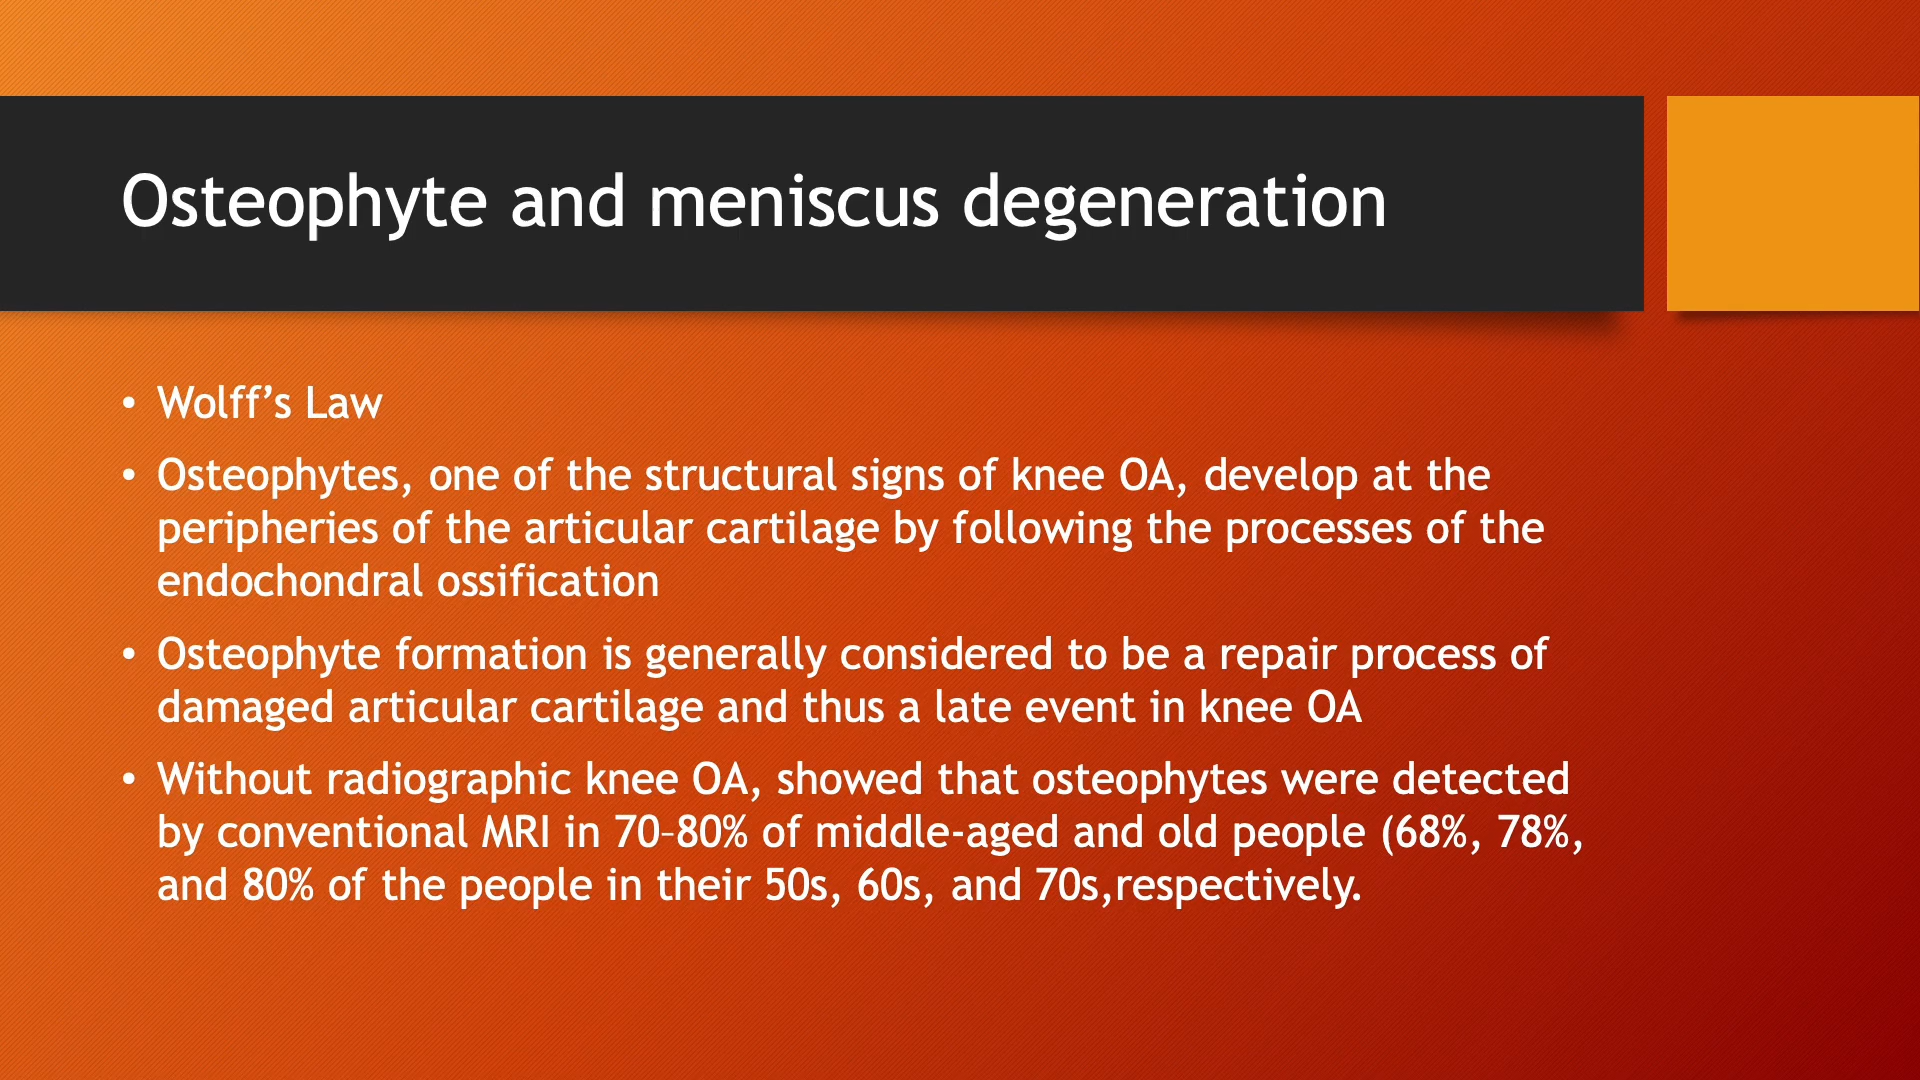 Osteophyte and meniscus degeneration
• Wolff’s Law
• Osteophytes, one of the structural signs of knee OA, develop at the
peripheries of the articular cartilage by following the processes of the
endochondral ossification
• Osteophyte formation is generally considered to be a repair process of
damaged articular cartilage and thus a late event in knee OA
• Without radiographic knee OA, showed that osteophytes were detected
by conventional MRI in 70–80% of middle-aged and old people (68%, 78%,
and 80% of the people in their 50s, 60s, and 70s,respectively.